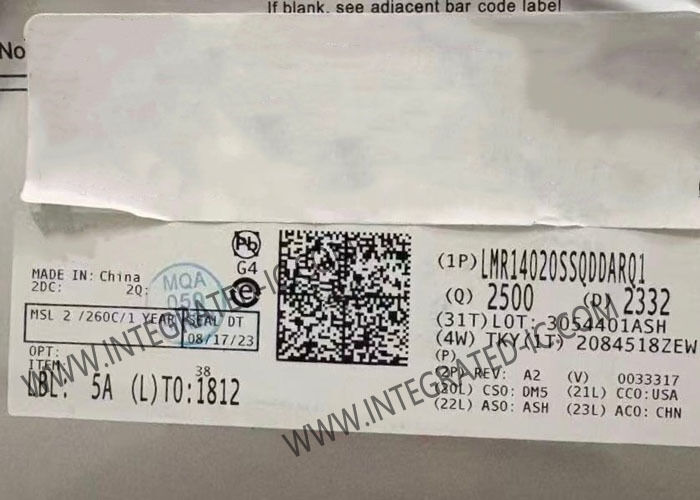 If blank, see adjacent bar code label
No
Pb
G4
e
MADE IN: China
2DC: 2Q:
MQA
MSL 2 /260C/1 YEAR SEAL DT
08/17/23
OPT:
ITEM:
38
LBL: 5A (L)TO:1812
(1P) LMR14020SSQDDARQ1
(Q) 2500 (D) 2332
(31T) LOT: 3054401ASH
(4W) TKY(1T) 2084518ZEW
(P)
(2P) REV: A2 (V) 0033317
(20L) CSO: DM5 (21L) CCO:USA
(22L) ASO: ASH (23L) ACO: CHN
WWW.INTEGRATED-IC.COM
WWW.INTEGRATED-IC.COM